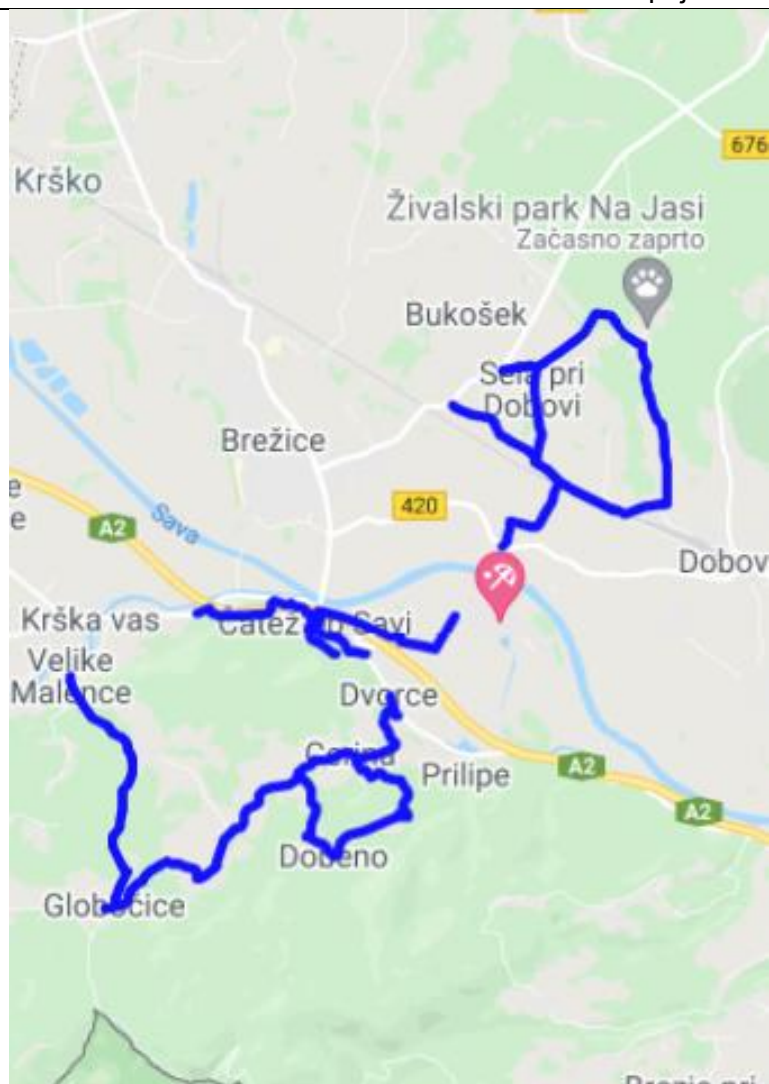 676
Krško
Živalski park Na Jasi
Začasno zaprto
Bukošek
Sela pri
Dobovi
Brežice
e
420
e
A2
Sava
Dobov
Krška vas
Čatež ob Savi
Velike
Malence
Dvorce
Cerina
Prilipe
A2
A2
Dobeno
Globočice